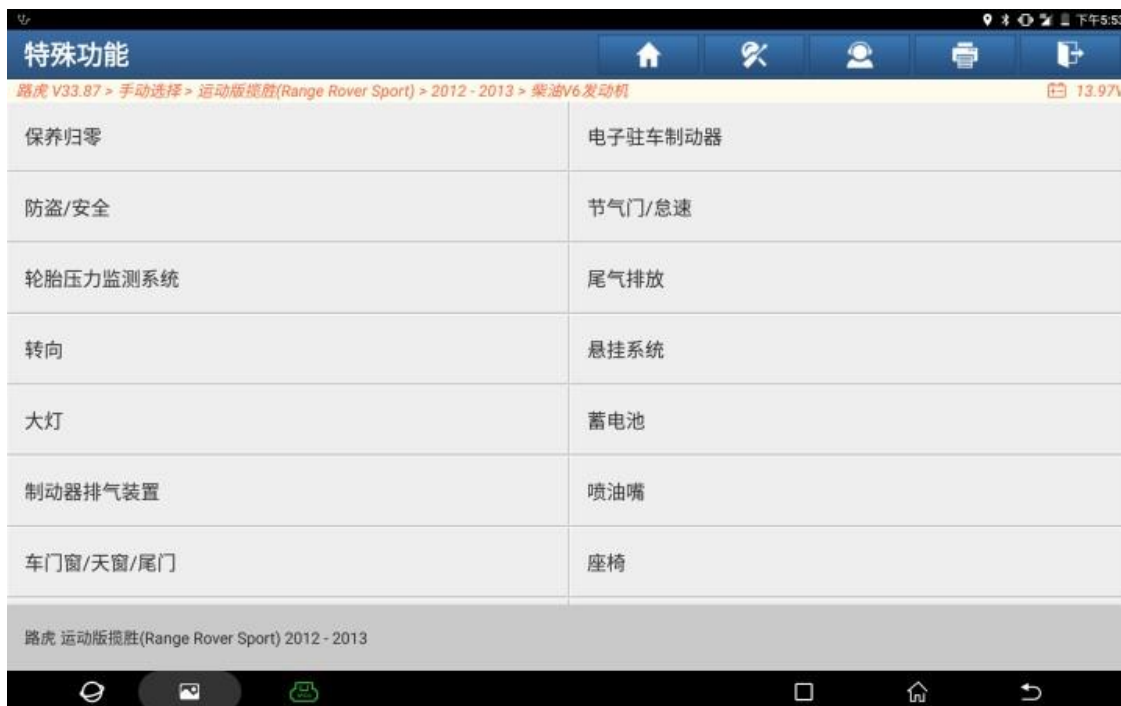 下午5:53
特殊功能
路虎 V33.87 > 手动选择 > 运动版揽胜(Range Rover Sport) > 2012 - 2013 > 柴油V6发动机
13.97V
保养归零
电子驻车制动器
防盗/安全
节气门/怠速
轮胎压力监测系统
尾气排放
转向
悬挂系统
大灯
蓄电池
制动器排气装置
喷油嘴
车门窗/天窗/尾门
座椅
路虎 运动版揽胜(Range Rover Sport) 2012 - 2013